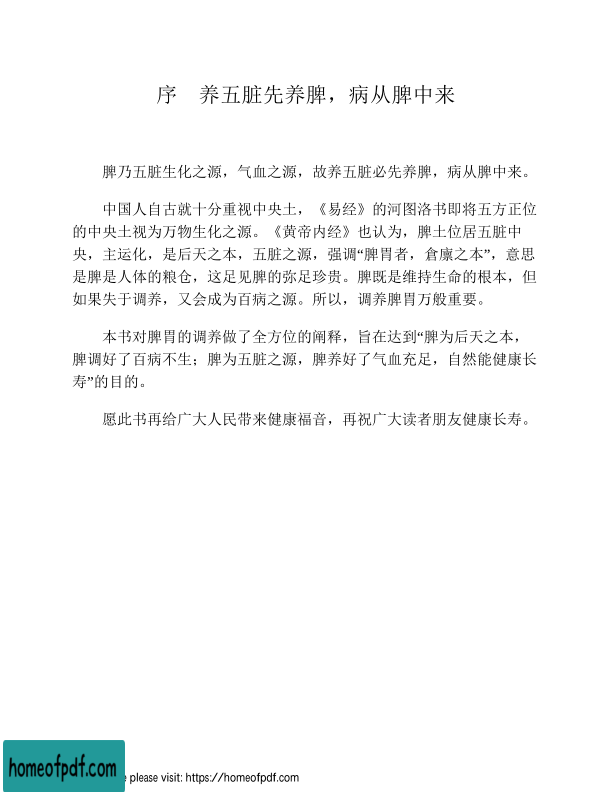 序　养五脏先养脾，病从脾中来
脾乃五脏生化之源，气血之源，故养五脏必先养脾，病从脾中来。
中国人自古就十分重视中央土，《易经》的河图洛书即将五方正位
的中央土视为万物生化之源。《黄帝内经》也认为，脾土位居五脏中
央，主运化，是后天之本，五脏之源，强调“脾胃者，倉廪之本”，意思
是脾是人体的粮仓，这足见脾的弥足珍贵。脾既是维持生命的根本，但
如果失于调养，又会成为百病之源。所以，调养脾胃万般重要。
本书对脾胃的调养做了全方位的阐释，旨在达到“脾为后天之本，
脾调好了百病不生；脾为五脏之源，脾养好了气血充足，自然能健康长
寿”的目的。
愿此书再给广大人民带来健康福音，再祝广大读者朋友健康长寿。
homeofpdf.com
e please visit: https://homeofpdf.com